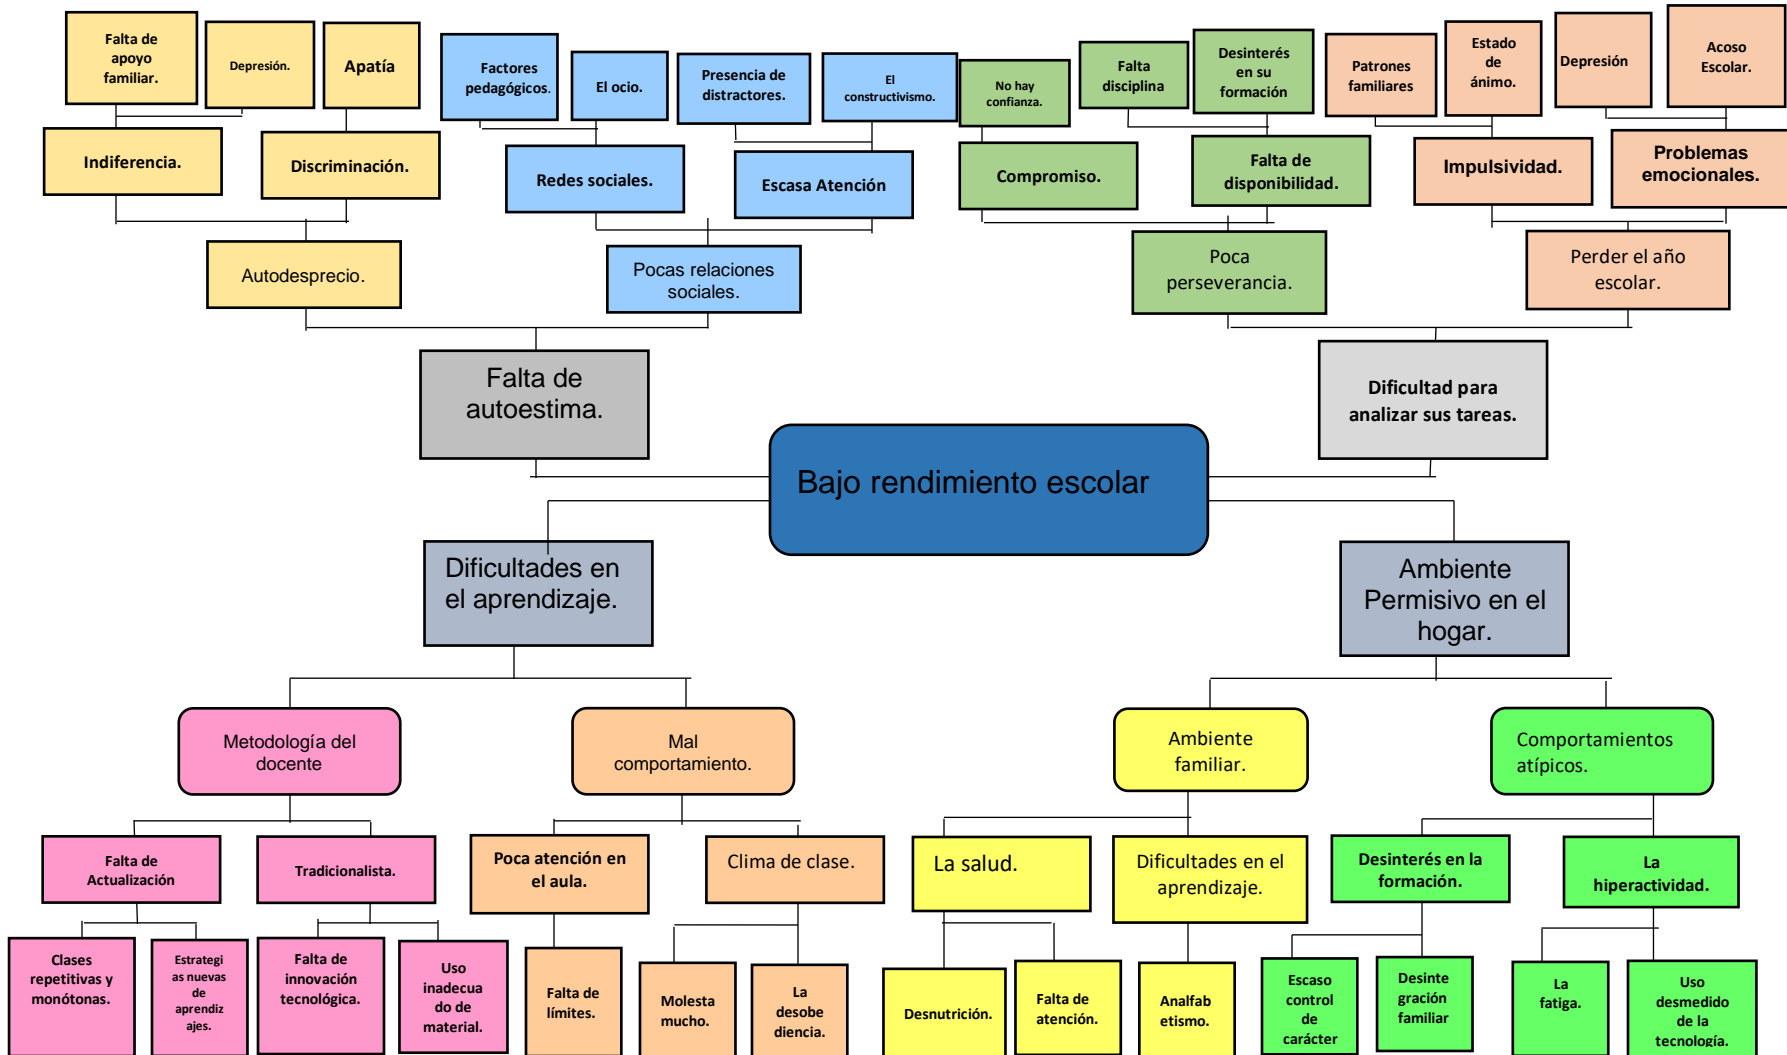 Falta de
apoyo
familiar.
Depresión.
Apatía
Factores
pedagógicos.
El ocio.
Presencia de
distractores.
El
constructivismo.
No hay
confianza.
Falta
disciplina
Desinterés
en su
formación
Patrones
familiares
Estado
de
ánimo.
Depresión
Acoso
Escolar.
Indiferencia.
Discriminación.
Redes sociales.
Escasa Atención
Compromiso.
Falta de
disponibilidad.
Impulsividad.
Problemas
emocionales.
Autodesprecio.
Pocas relaciones
sociales.
Poca
perseverancia.
Perder el año
escolar.
Falta de
autoestima.
Dificultad para
analizar sus tareas.
Bajo rendimiento escolar
Dificultades en
el aprendizaje.
Ambiente
Permisivo en el
hogar.
Metodología del
docente
Mal
comportamiento.
Ambiente
familiar.
Comportamientos
atípicos.
Falta de
Actualización
Tradicionalista.
Poca atención en
el aula.
Clima de clase.
La salud.
Dificultades en el
aprendizaje.
Desinterés en la
formación.
La
hiperactividad.
Clases
repetitivas y
monótonas.
Estrategi
as nuevas
de
aprendiz
ajes.
Falta de
innovación
tecnológica.
Uso
inadecua
do de
material.
Falta de
límites.
Molesta
mucho.
La
desobe
diencia.
Desnutrición.
Falta de
atención.
Analfab
etismo.
Escaso
control
de
carácter
Desinte
gración
familiar
La
fatiga.
Uso
desmedido
de la
tecnología.